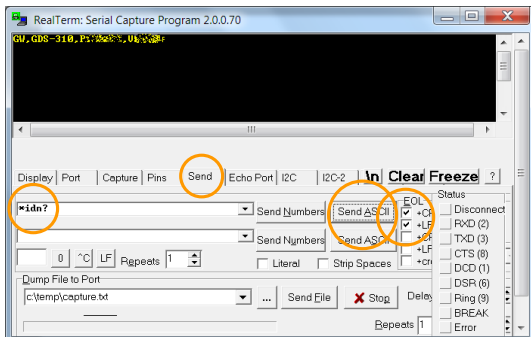 RealTerm: Serial Capture Program 2.0.0.70
GW,GDS-310,
Display Port Capture Pins Send Echo Port I2C I2C-2 \n Clear Freeze ?
Status
*idn? Send Numbers Send ASCII EOL +CR Disconnect
+LF RXD (2)
Send Numbers Send ASCII TXD (3)
0 ^C LF Repeats 1 Literal Strip Spaces CTS (8)
DCD (1)
Dump File to Port DSR (6)
c:\temp\capture.txt ... Send File Stop Ring (9)
BREAK
Repeats 1 Error